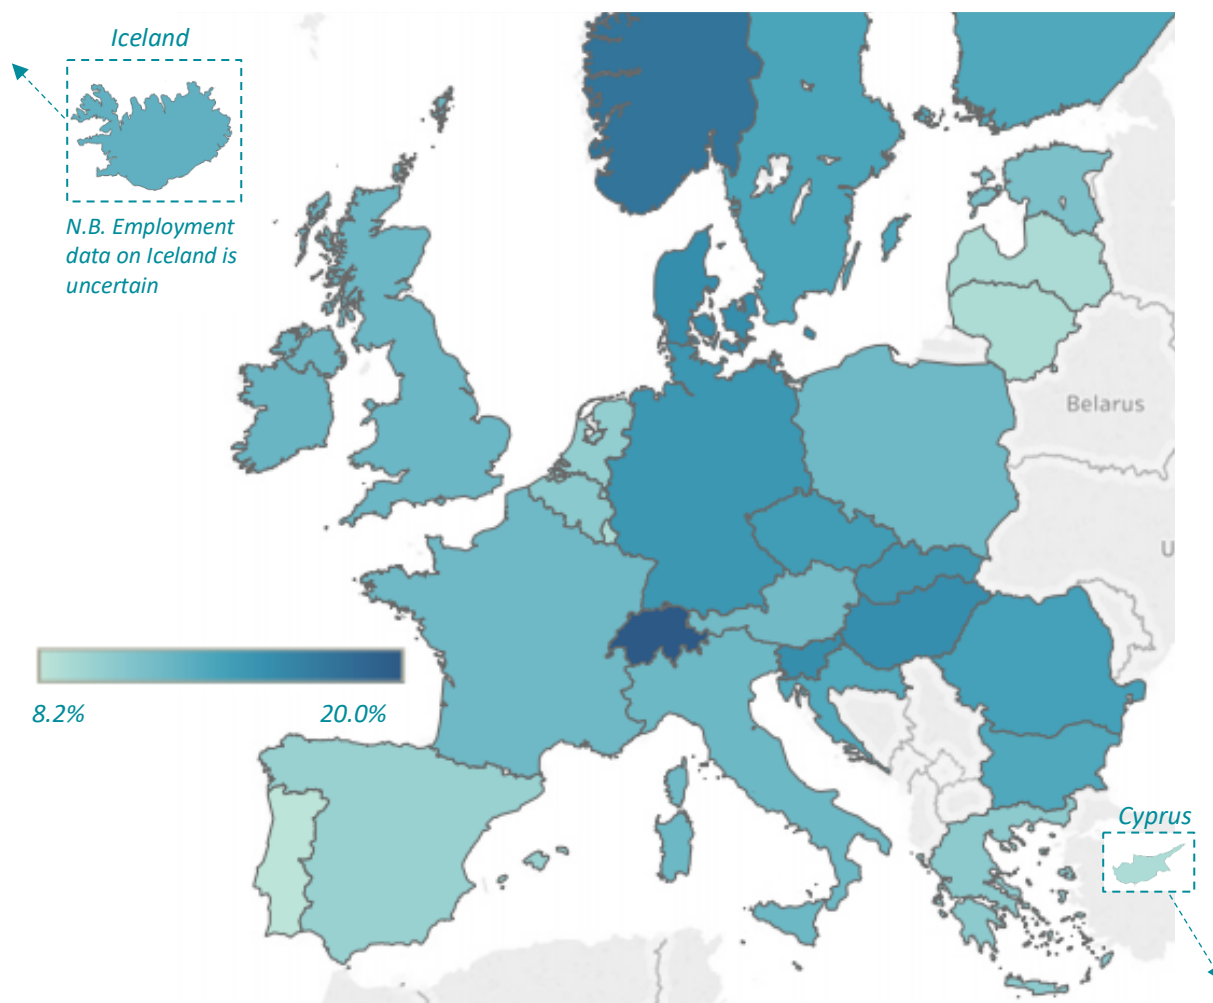 Iceland
N.B. Employment
data on Iceland is
uncertain
Belarus
U
8.2%
20.0%
Cyprus